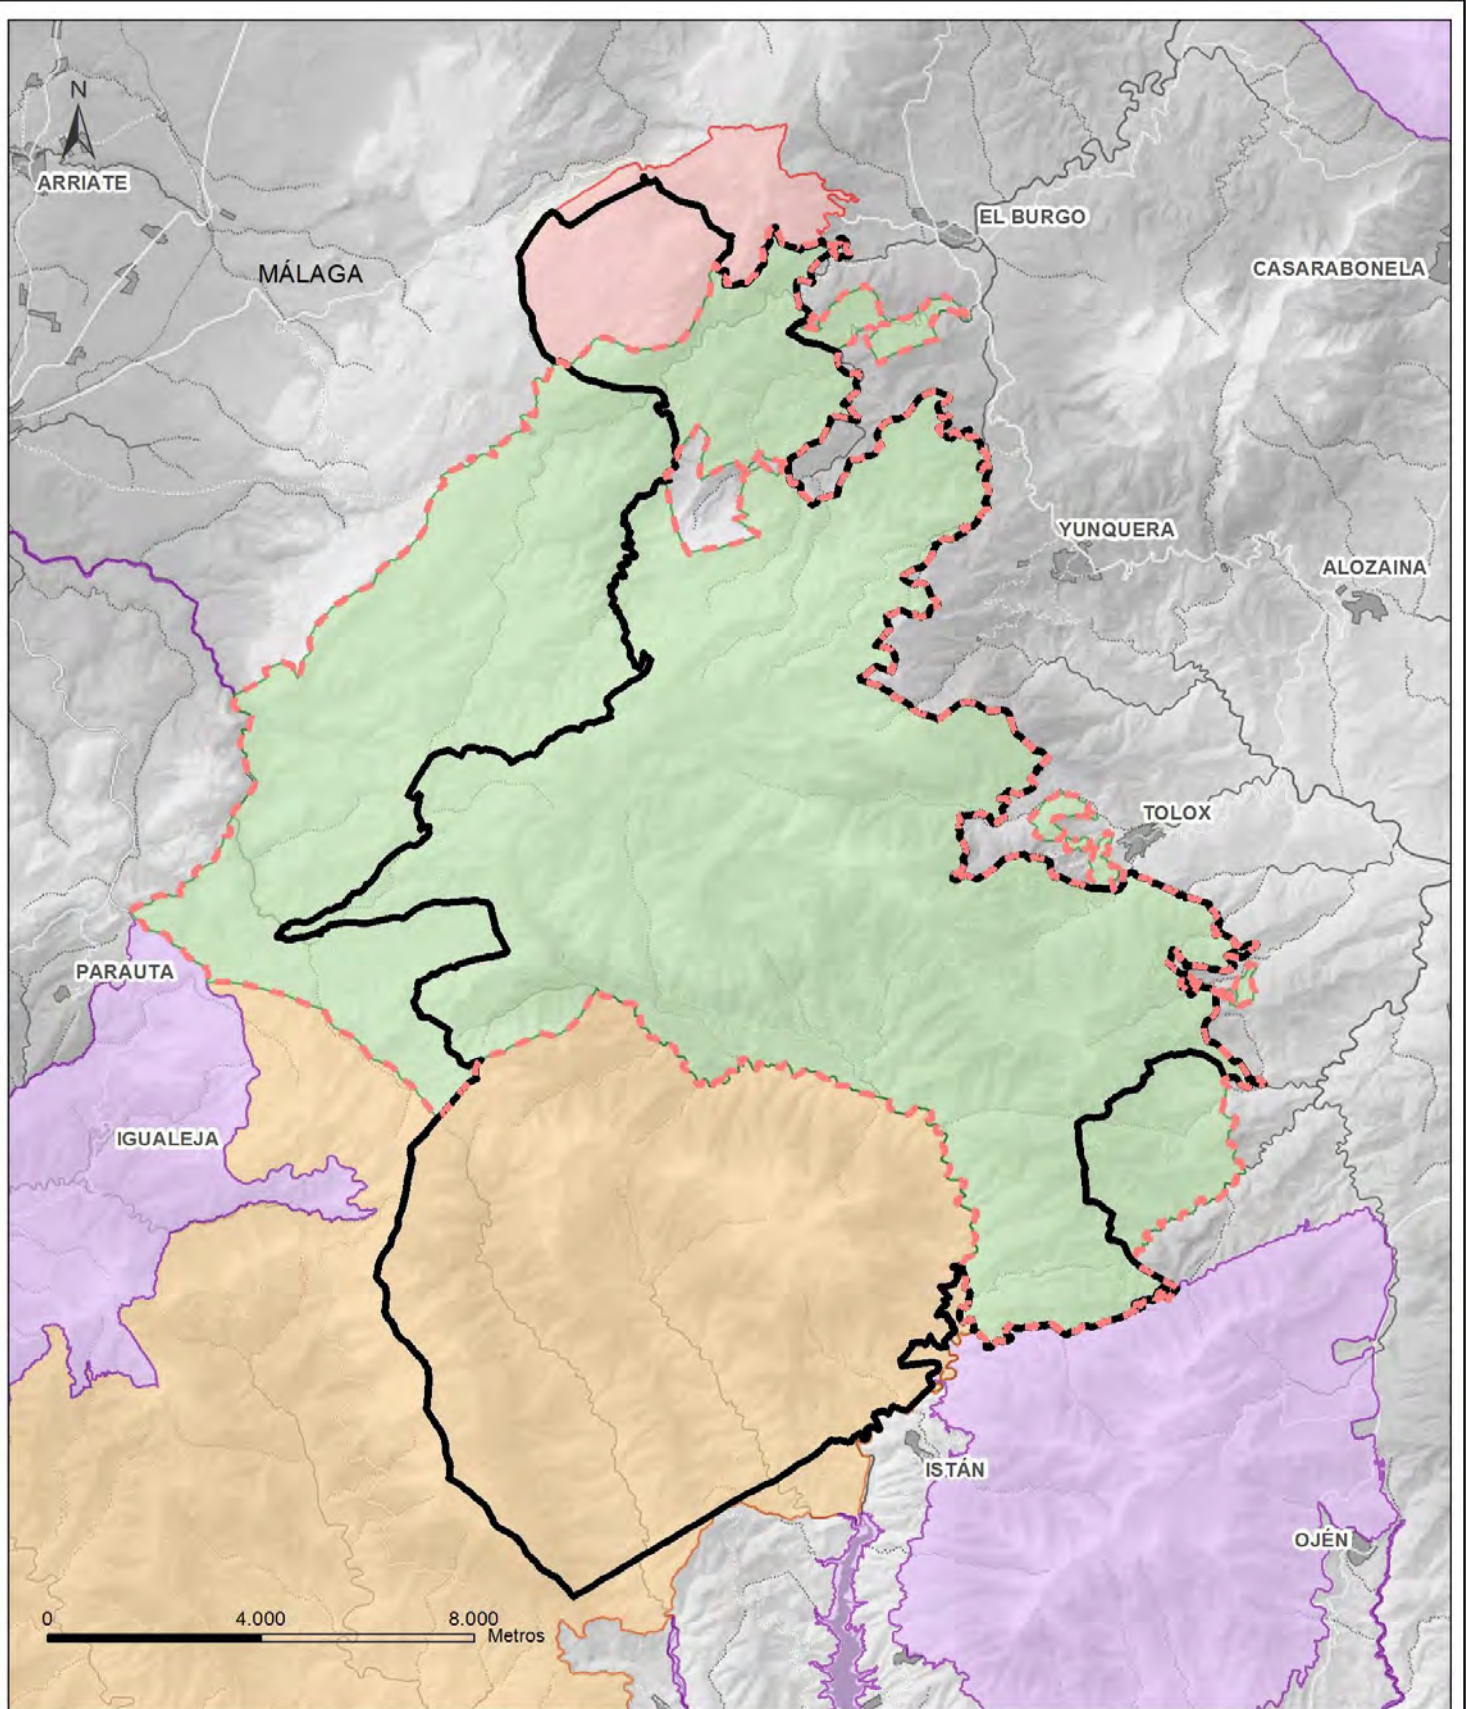 N
ARRIATE
EL BURGO
MÁLAGA
CASARABONELA
YUNQUERA
ALOZAINA
TOLOX
PARAUTA
IGUALEJA
ISTÁN
OJÉN
0 4.000 8.000
Metros